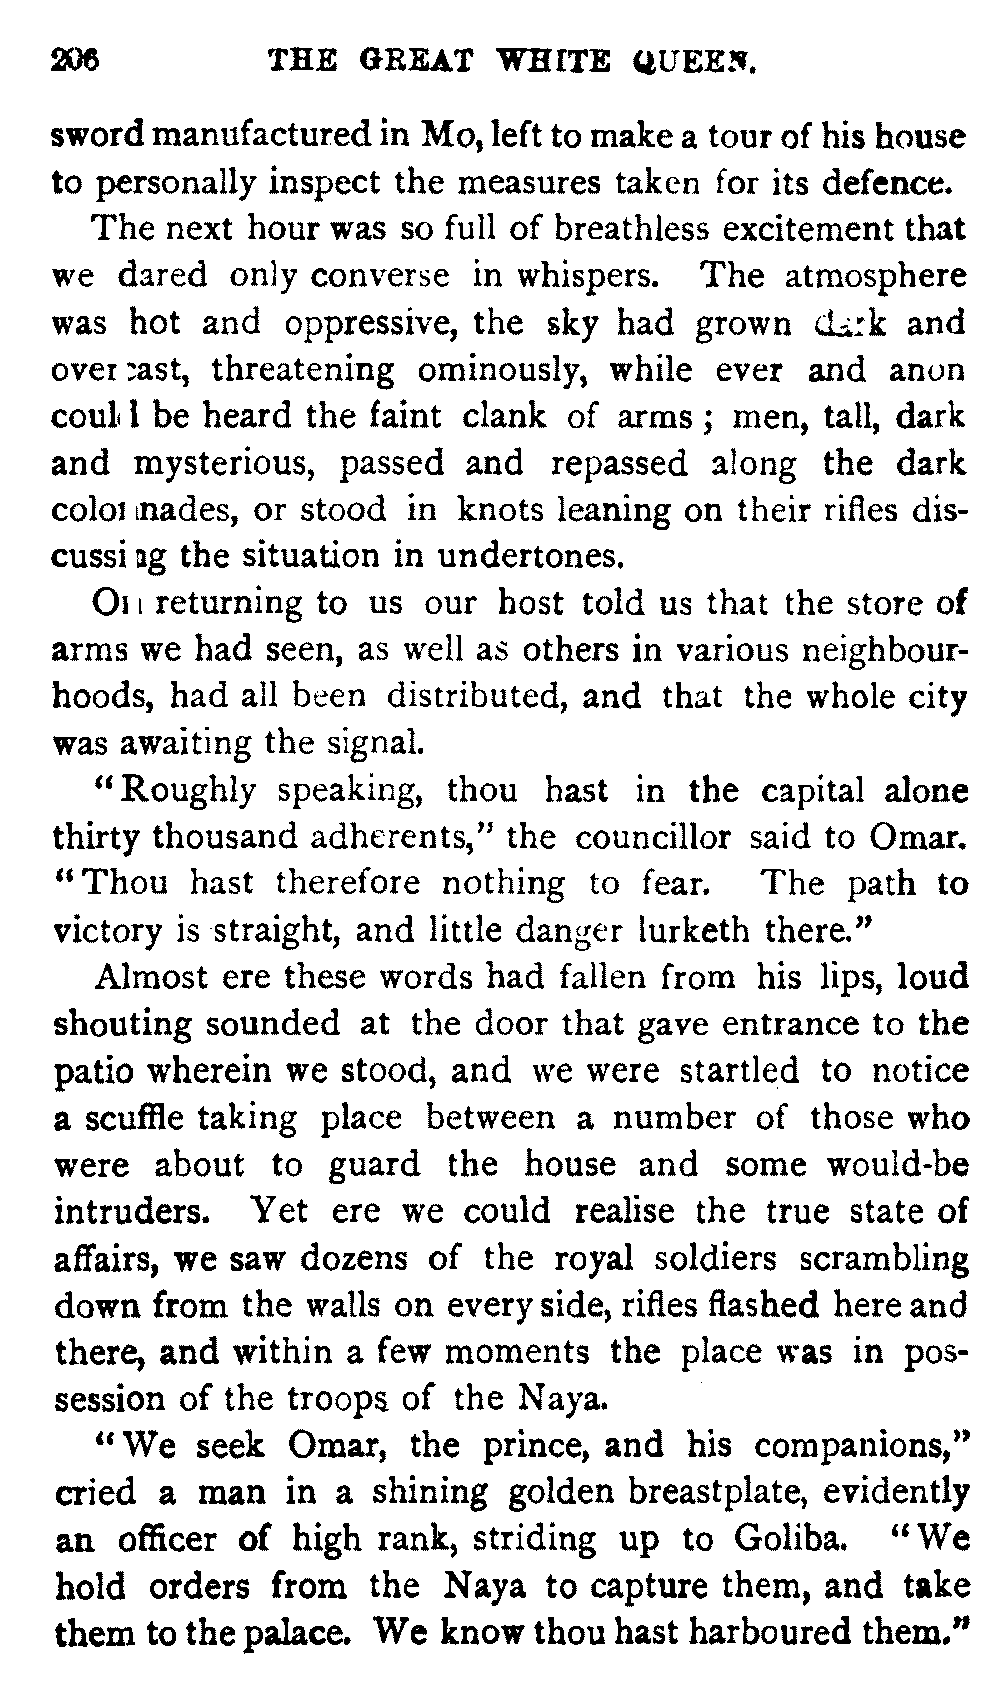 206 THE GREAT WHITE QUEEN.
sword manufactured in Mo, left to make a tour of his house
to personally inspect the measures taken for its defence.
The next hour was so full of breathless excitement that
we dared only converse in whispers. The atmosphere
was hot and oppressive, the sky had grown dark and
overcast, threatening ominously, while ever and anon
could be heard the faint clank of arms ; men, tall, dark
and mysterious, passed and repassed along the dark
colonnades, or stood in knots leaning on their rifles dis-
cussing the situation in undertones.
On returning to us our host told us that the store of
arms we had seen, as well as others in various neighbour-
hoods, had all been distributed, and that the whole city
was awaiting the signal.
"Roughly speaking, thou hast in the capital alone
thirty thousand adherents," the councillor said to Omar.
"Thou hast therefore nothing to fear. The path to
victory is straight, and little danger lurketh there."
Almost ere these words had fallen from his lips, loud
shouting sounded at the door that gave entrance to the
patio wherein we stood, and we were startled to notice
a scuffle taking place between a number of those who
were about to guard the house and some would-be
intruders. Yet ere we could realise the true state of
affairs, we saw dozens of the royal soldiers scrambling
down from the walls on every side, rifles flashed here and
there, and within a few moments the place was in pos-
session of the troops of the Naya.
"We seek Omar, the prince, and his companions,"
cried a man in a shining golden breastplate, evidently
an officer of high rank, striding up to Goliba. "We
hold orders from the Naya to capture them, and take
them to the palace. We know thou hast harboured them."